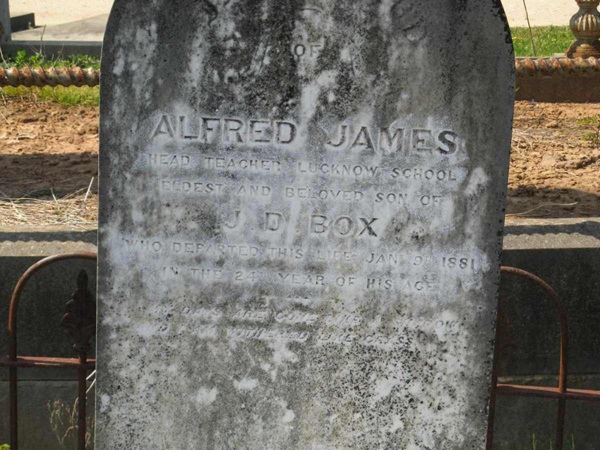 OF
ALFRED JAMES
HEAD TEACHER LUCKNOW SCHOOL
ELDEST AND BELOVED SON OF
J. D. BOX
WHO DEPARTED THIS LIFE JAN 9TH 1881
IN THE YEAR OF HIS AGE